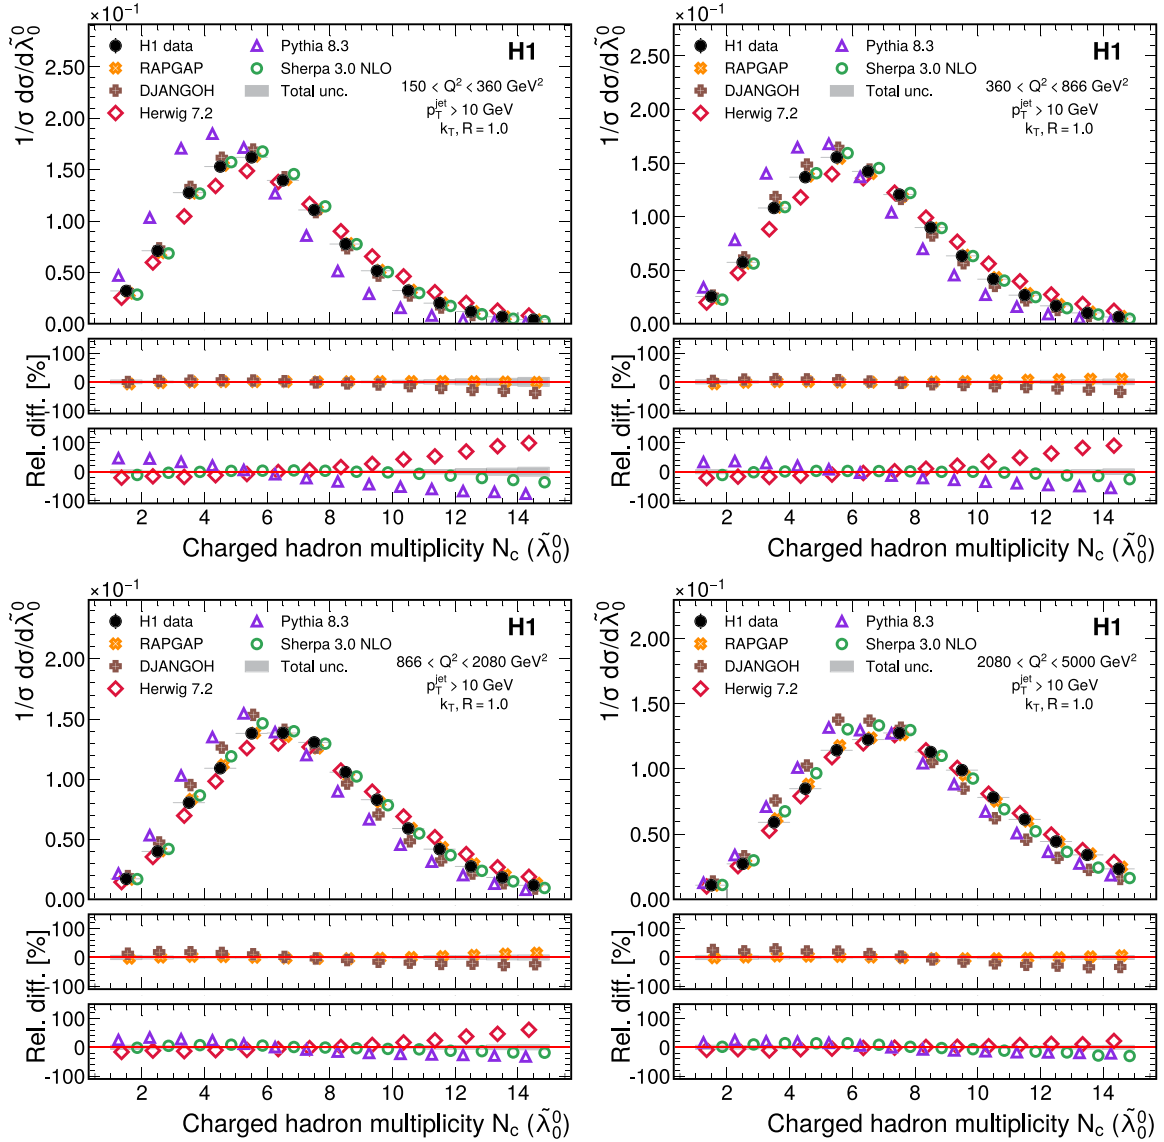 ×10⁻¹
1/σ dσ/dλ̃⁰₀
2.50
2.00
1.50
1.00
0.50
0.00
H1 data
RAPGAP
DJANGOH
Herwig 7.2
Pythia 8.3
Sherpa 3.0 NLO
Total unc.
H1
150 < Q² < 360 GeV²
p_T^jet > 10 GeV
k_T, R = 1.0
Rel. diff. [%]
100
0
-100
100
0
-100
2 4 6 8 10 12 14
Charged hadron multiplicity N_c (λ̃⁰₀)
×10⁻¹
1/σ dσ/dλ̃⁰₀
2.50
2.00
1.50
1.00
0.50
0.00
H1 data
RAPGAP
DJANGOH
Herwig 7.2
Pythia 8.3
Sherpa 3.0 NLO
Total unc.
H1
360 < Q² < 866 GeV²
p_T^jet > 10 GeV
k_T, R = 1.0
Rel. diff. [%]
100
0
-100
100
0
-100
2 4 6 8 10 12 14
Charged hadron multiplicity N_c (λ̃⁰₀)
×10⁻¹
1/σ dσ/dλ̃⁰₀
2.00
1.50
1.00
0.50
0.00
H1 data
RAPGAP
DJANGOH
Herwig 7.2
Pythia 8.3
Sherpa 3.0 NLO
Total unc.
H1
866 < Q² < 2080 GeV²
p_T^jet > 10 GeV
k_T, R = 1.0
Rel. diff. [%]
100
0
-100
100
0
-100
2 4 6 8 10 12 14
Charged hadron multiplicity N_c (λ̃⁰₀)
×10⁻¹
1/σ dσ/dλ̃⁰₀
2.00
1.50
1.00
0.50
0.00
H1 data
RAPGAP
DJANGOH
Herwig 7.2
Pythia 8.3
Sherpa 3.0 NLO
Total unc.
H1
2080 < Q² < 5000 GeV²
p_T^jet > 10 GeV
k_T, R = 1.0
Rel. diff. [%]
100
0
-100
100
0
-100
2 4 6 8 10 12 14
Charged hadron multiplicity N_c (λ̃⁰₀)